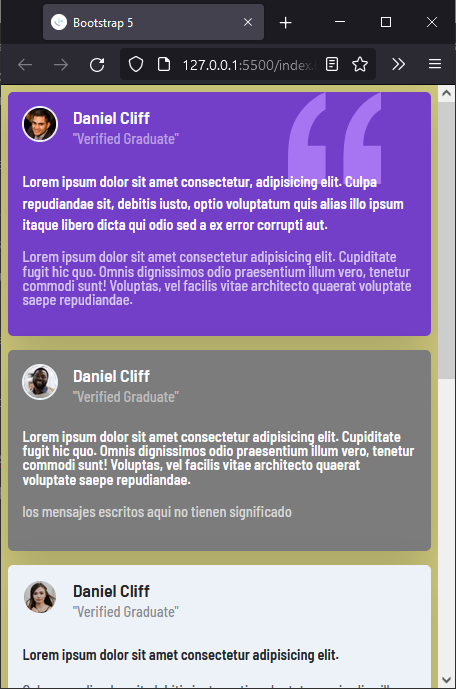 Bootstrap 5
127.0.0.1:5500/index.
Daniel Cliff
"Verified Graduate"
Lorem ipsum dolor sit amet consectetur, adipisicing elit. Culpa
repudiandae sit, debitis iusto, optio voluptatum quis alias illo ipsum
itaque libero dicta qui odio sed a ex error corrupti aut.
Lorem ipsum dolor sit amet consectetur adipisicing elit. Cupiditate
fugit hic quo. Omnis dignissimos odio praesentium illum vero, tenetur
commodi sunt! Voluptas, vel facilis vitae architecto quaerat voluptate
saepe repudiandae.
Daniel Cliff
"Verified Graduate"
Lorem ipsum dolor sit amet consectetur adipisicing elit. Cupiditate
fugit hic quo. Omnis dignissimos odio praesentium illum vero, tenetur
commodi sunt! Voluptas, vel facilis vitae architecto quaerat
voluptate saepe repudiandae.
los mensajes escritos aqui no tienen significado
Daniel Cliff
"Verified Graduate"
Lorem ipsum dolor sit amet consectetur adipisicing elit.